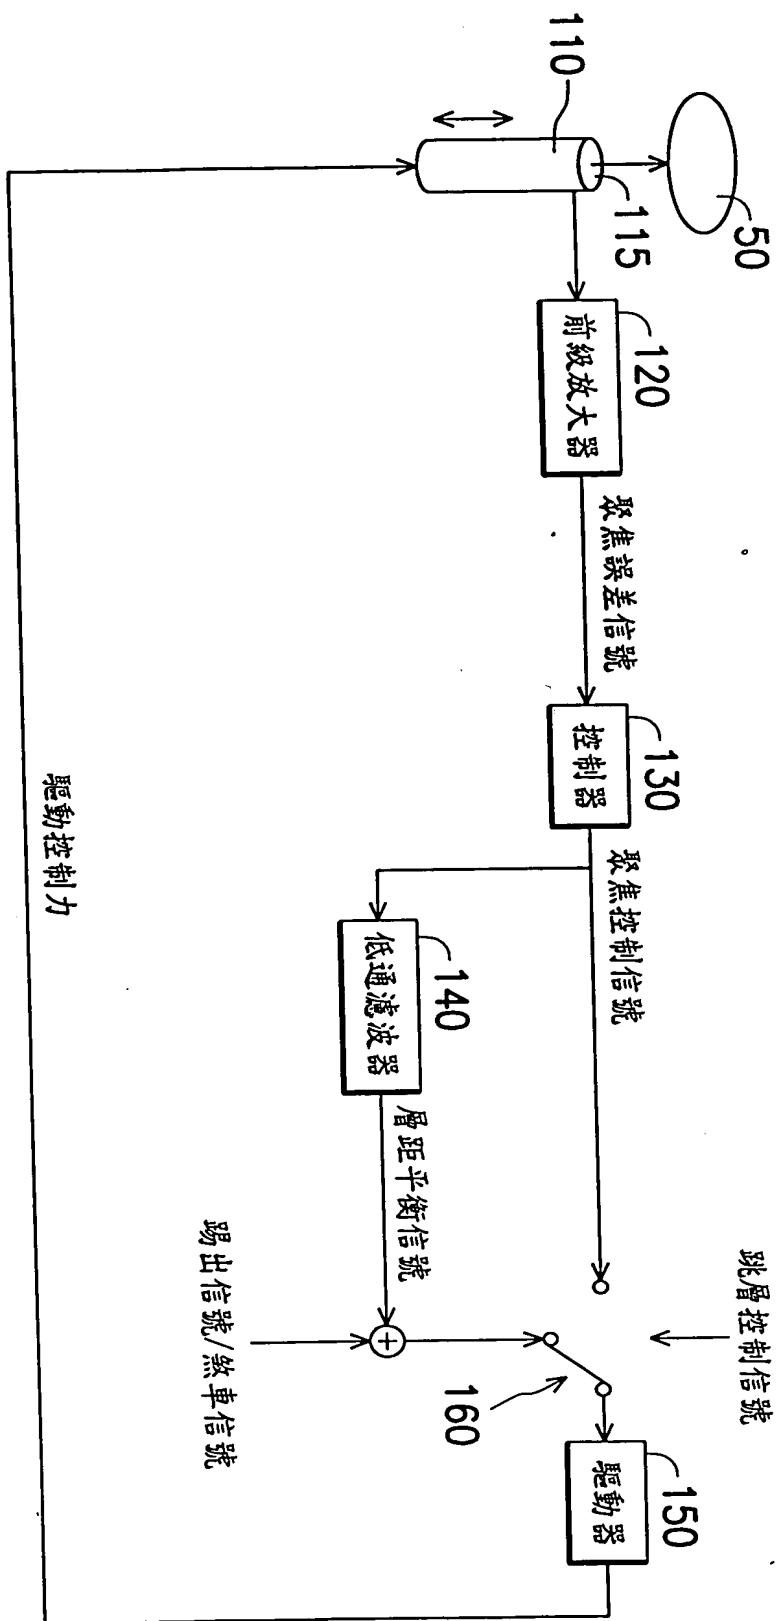 50
110
115
120
前級放大器
聚焦誤差信號
130
控制器
聚焦控制信號
140
低通濾波器
層距平衡信號
跳層控制信號
160
踢出信號/煞車信號
150
驅動器
驅動控制力